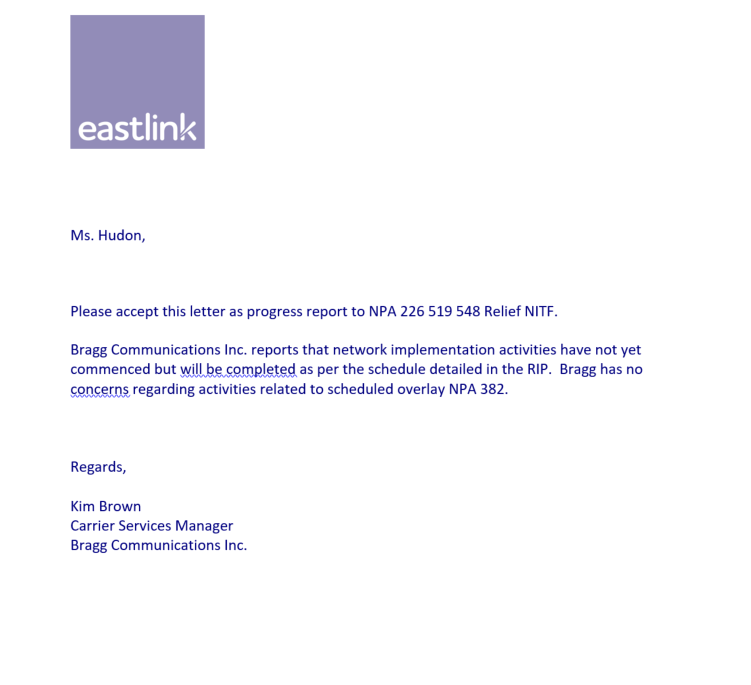 eastlink
Ms. Hudon,
Please accept this letter as progress report to NPA 226 519 548 Relief NITF.
Bragg Communications Inc. reports that network implementation activities have not yet
commenced but will be completed as per the schedule detailed in the RIP.  Bragg has no
concerns regarding activities related to scheduled overlay NPA 382.
Regards,
Kim Brown
Carrier Services Manager
Bragg Communications Inc.